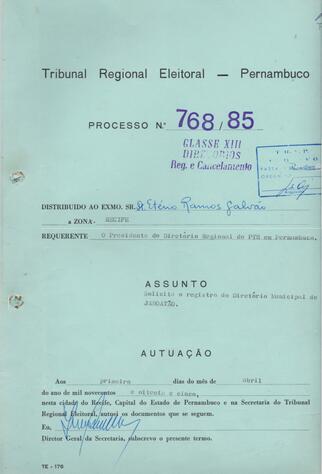 Tribunal Regional Eleitoral — Pernambuco
PROCESSO N.º 768/85
CLASSE XIII
DIRETÓRIOS
Reg. e Cancelamento
DISTRIBUIDO AO EXMO. SR. Dr. Etério Ramos Galvão
a ZONA- RECIFE
REQUERENTE O Presidente do Diretório Regional do PTB em Pernambuco.
ASSUNTO
Solicita o registro do Diretório Municipal de
JABOATÃO.
AUTUAÇÃO
Aos primeiro dias do mês de abril
do ano de mil novecentos e oitenta e cinco,
nesta cidade do Recife, Capital do Estado de Pernambuco e na Secretaria do Tribunal
Regional Eleitoral, autuei os documentos que se seguem.
Eu,
Diretor Geral da Secretaria, subscrevo o presente termo.
TE - 176